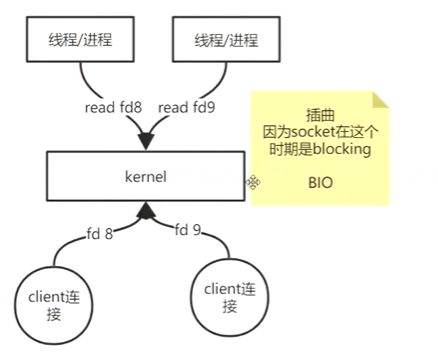 线程/进程
线程/进程
read fd8
read fd9
插曲
因为socket在这个
时期是blocking
BIO
kernel
fd 8
fd 9
client连
接
client连
接